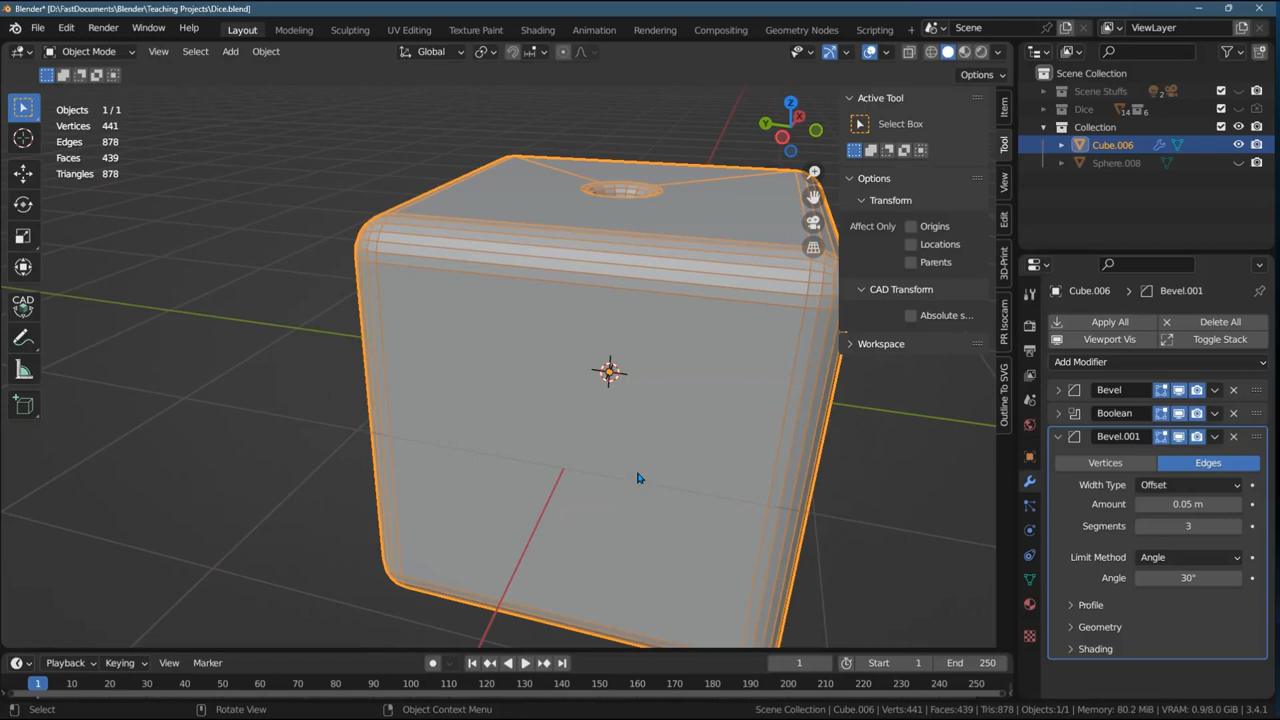 Blender* [D:\FastDocuments\Blender\Teaching Projects\Dice.blend]
File Edit Render Window Help Layout Modeling Sculpting UV Editing Texture Paint Shading Animation Rendering Compositing Geometry Nodes Scripting Scene ViewLayer
Object Mode View Select Add Object Global
Options
Objects 1 / 1
Vertices 441
Edges 878
Faces 439
Triangles 878
CAD
X
Y
Z
Active Tool
Select Box
Options
Transform
Affect Only Origins
Locations
Parents
CAD Transform
Absolute s...
Workspace
Item
Tool
View
Edit
3D-Print
PR Isocam
Outline To SVG
Scene Collection
Scene Stuffs 2
Dice 14 6
Collection
Cube.006
Sphere.008
Cube.006 Bevel.001
Apply All Delete All
Viewport Vis Toggle Stack
Add Modifier
Bevel
Boolean
Bevel.001
Vertices Edges
Width Type Offset
Amount 0.05 m
Segments 3
Limit Method Angle
Angle 30°
Profile
Geometry
Shading
Playback Keying View Marker 1 Start 1 End 250
1 10 20 30 40 50 60 70 80 90 100 110 120 130 140 150 160 170 180 190 200 210 220 230 240 250
Select Rotate View Object Context Menu Scene Collection | Cube.006 | Verts:441 | Faces:439 | Tris:878 | Objects:1/1 | Memory: 80.2 MiB | VRAM: 0.9/8.0 GiB | 3.4.1